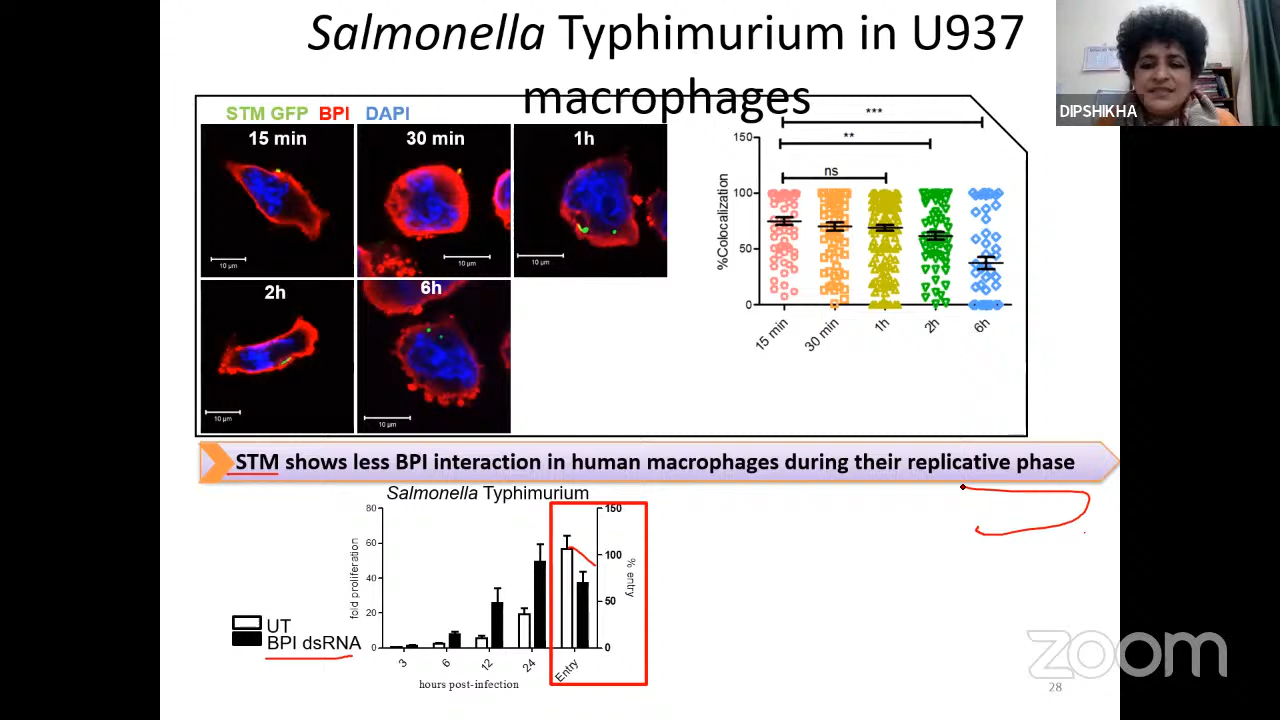 Salmonella Typhimurium in U937
macrophages
DIPSHIKHA
STM GFP BPI DAPI
15 min
30 min
1h
10 µm
10 µm
10 µm
2h
6h
10 µm
10 µm
***
**
ns
%Colocalization
150
100
50
0
15 min
30 min
1h
2h
6h
STM shows less BPI interaction in human macrophages during their replicative phase
Salmonella Typhimurium
fold proliferation
80
60
40
20
0
150
100
50
0
% entry
3
6
12
24
Entry
hours post-infection
UT
BPI dsRNA
zoom
28